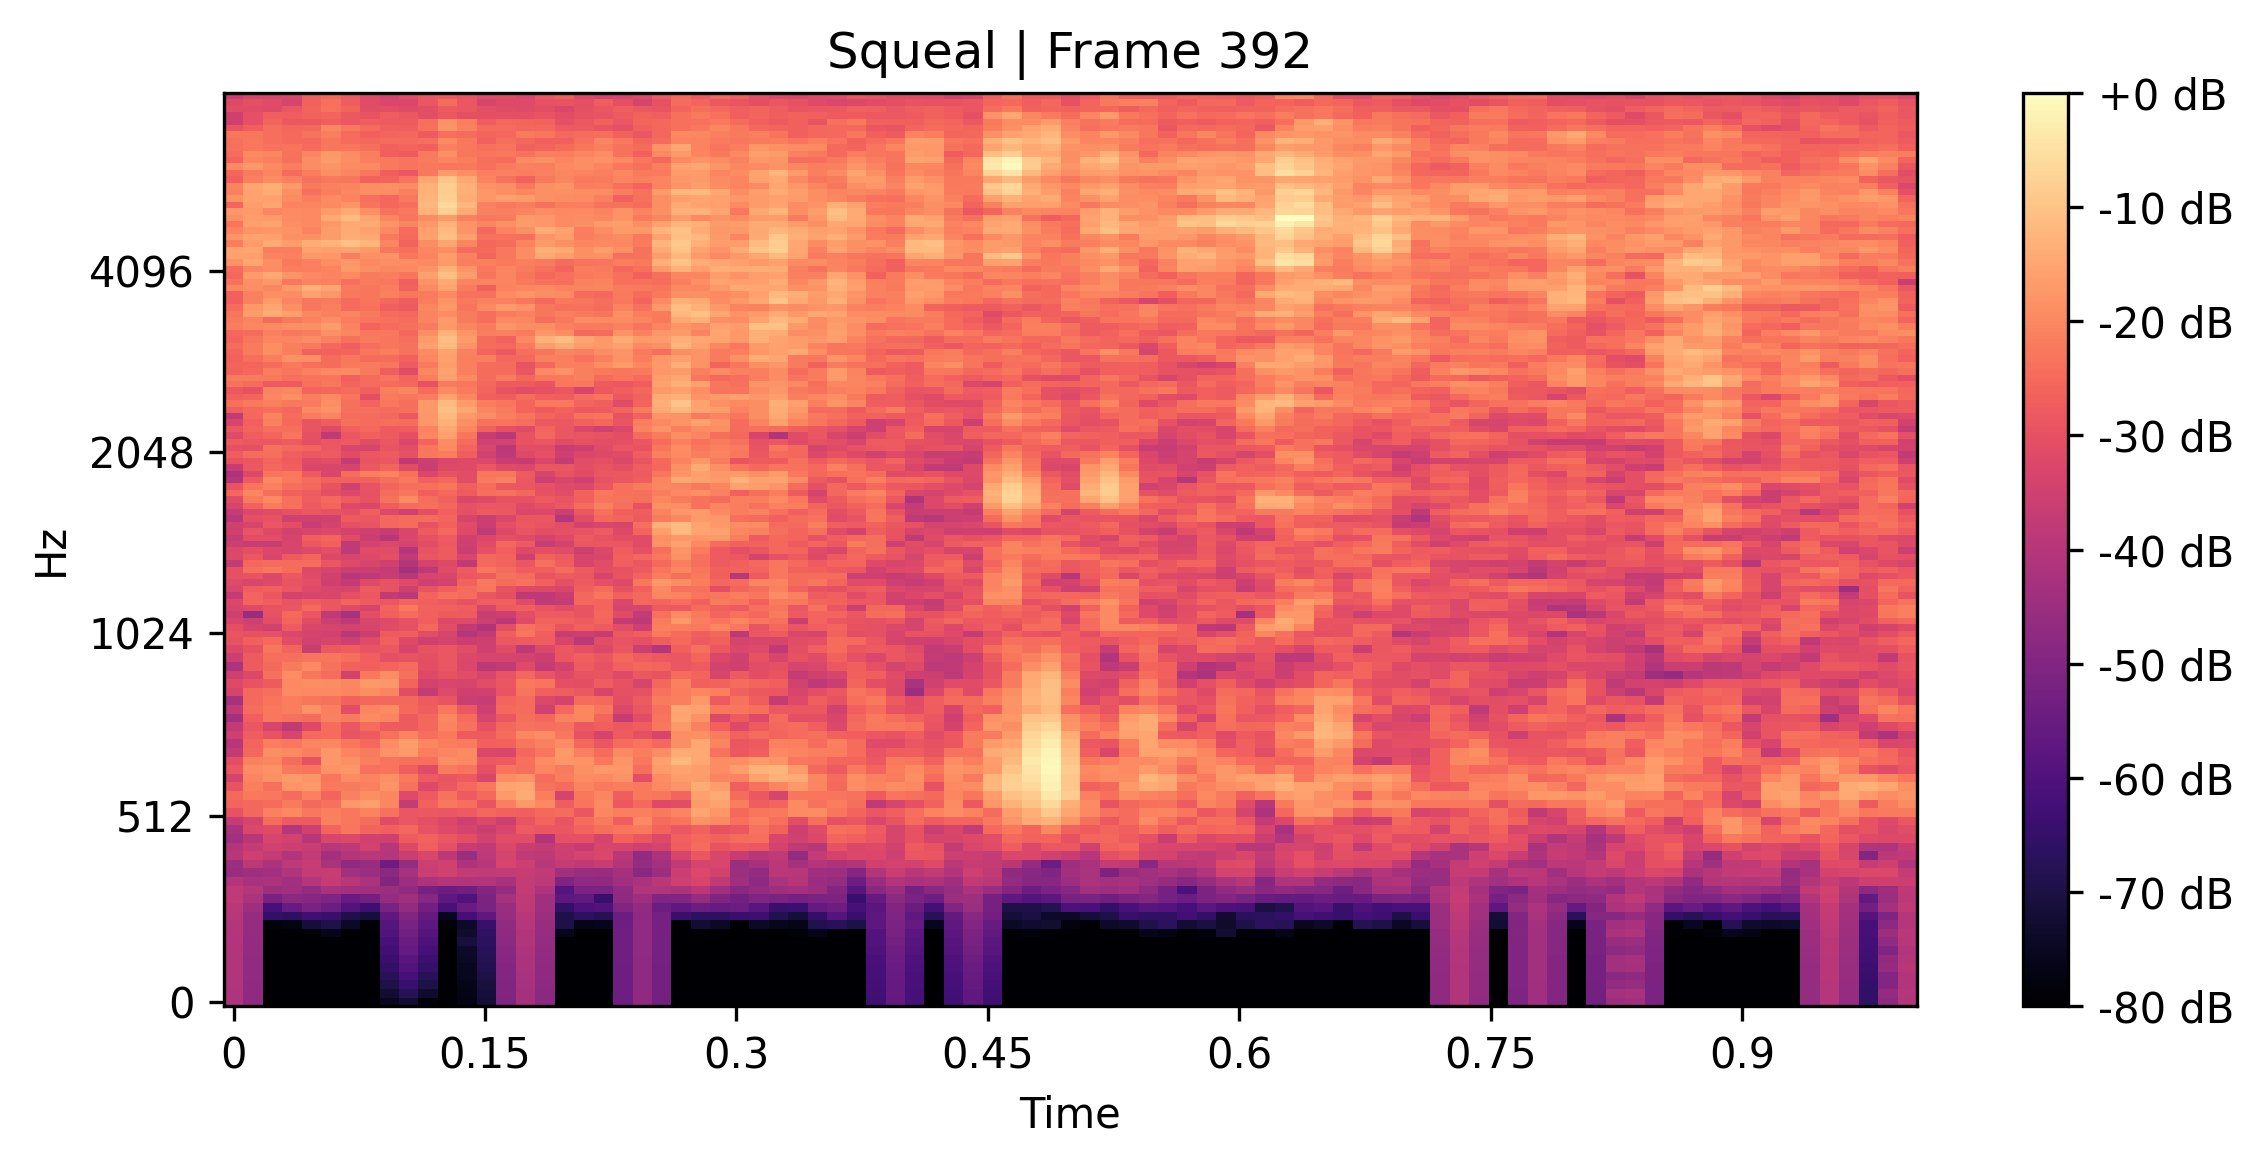 Squeal | Frame 392
Hz
4096
2048
1024
512
0
0 0.15 0.3 0.45 0.6 0.75 0.9
Time
+0 dB
-10 dB
-20 dB
-30 dB
-40 dB
-50 dB
-60 dB
-70 dB
-80 dB